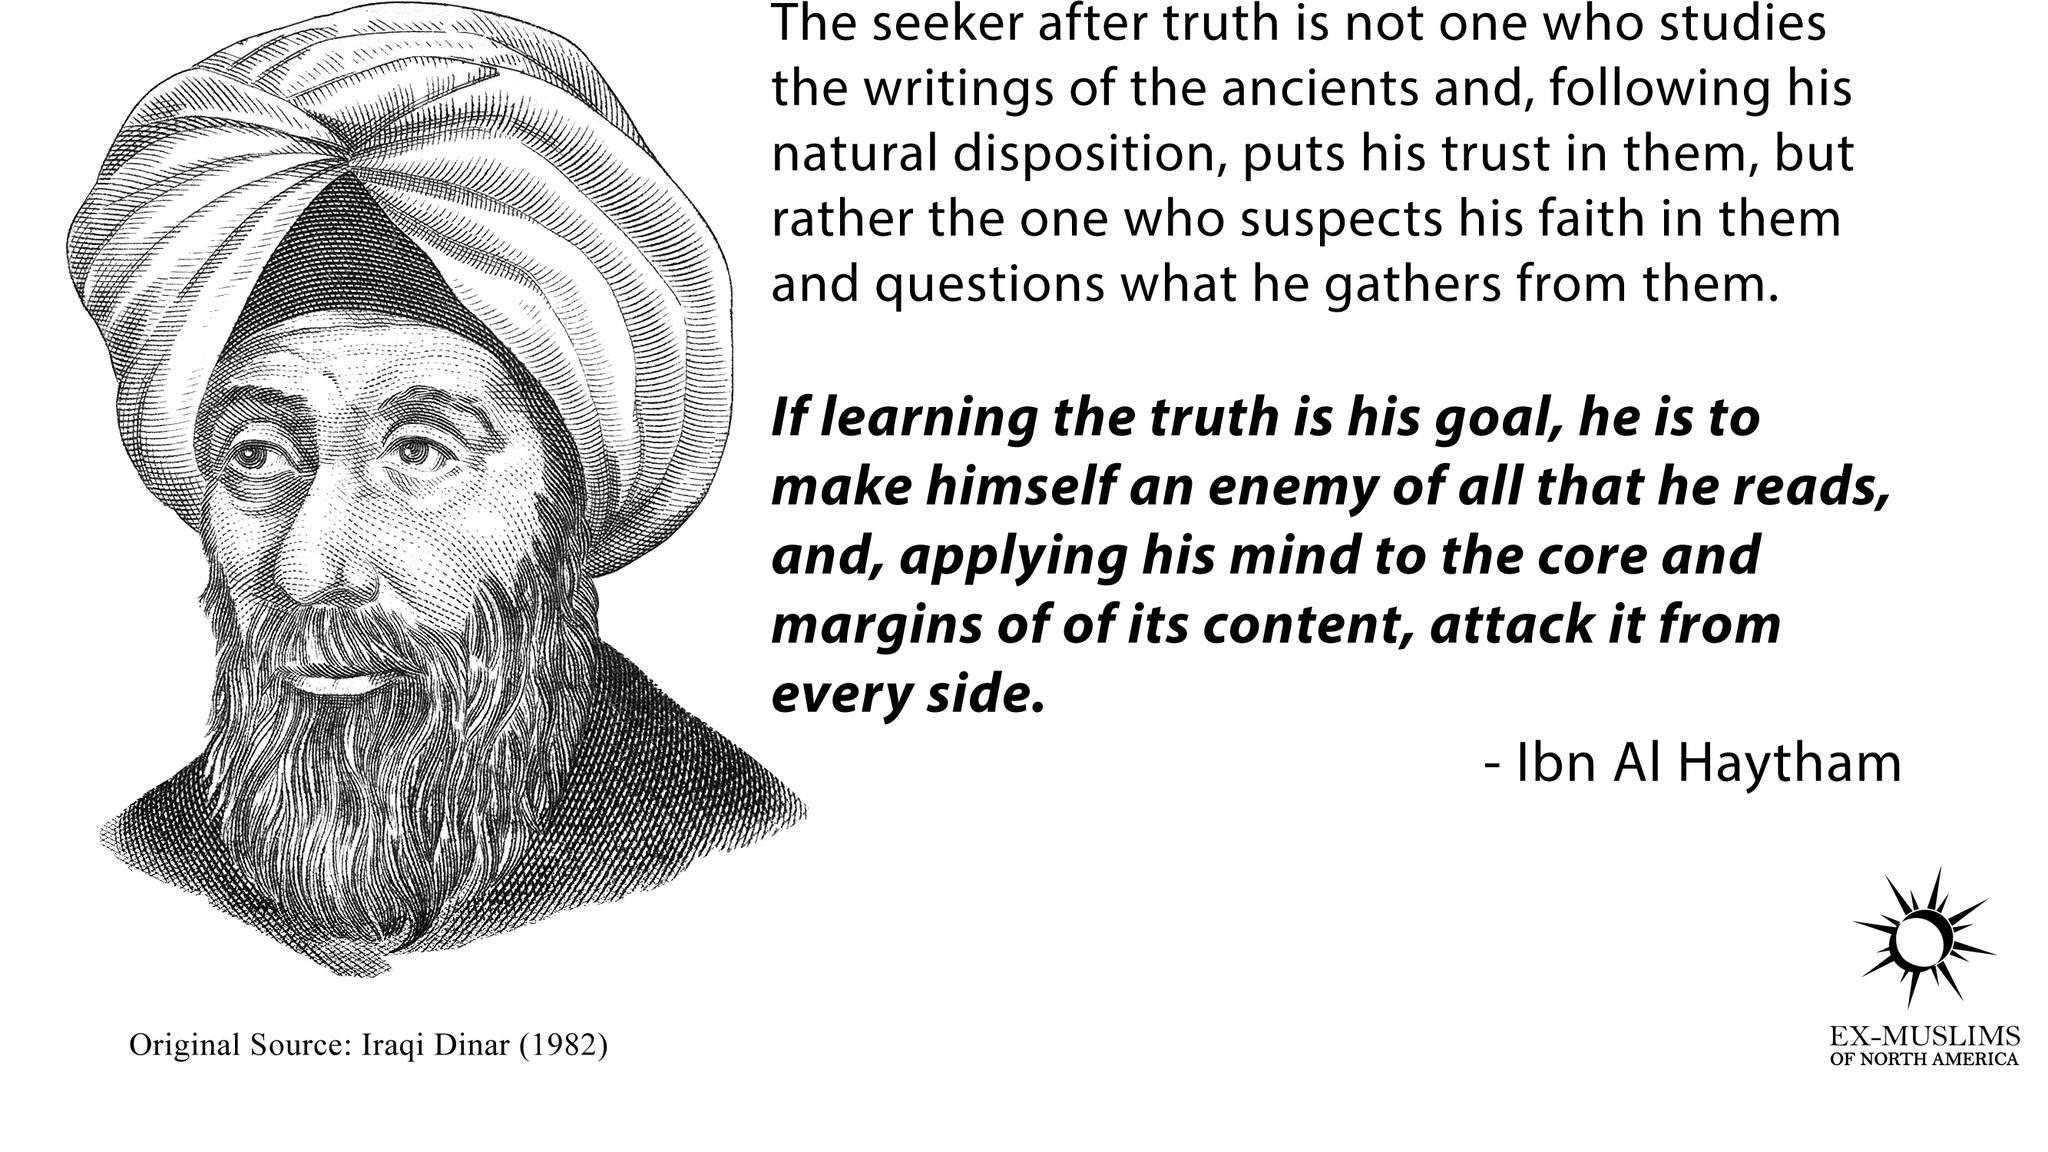 The seeker after truth is not one who studies
the writings of the ancients and, following his
natural disposition, puts his trust in them, but
rather the one who suspects his faith in them
and questions what he gathers from them.
If learning the truth is his goal, he is to
make himself an enemy of all that he reads,
and, applying his mind to the core and
margins of of its content, attack it from
every side.
- Ibn Al Haytham
Original Source: Iraqi Dinar (1982)
EX-MUSLIMS
OF NORTH AMERICA